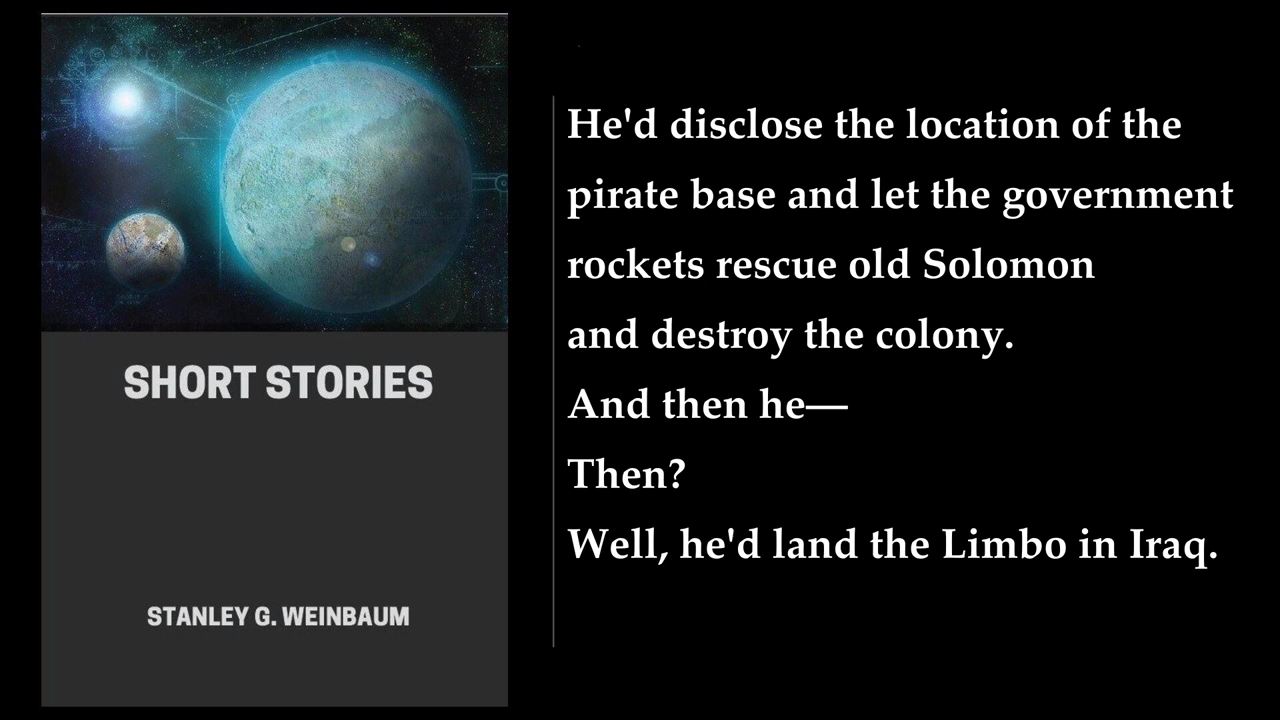 SHORT STORIES
STANLEY G. WEINBAUM
He'd disclose the location of the
pirate base and let the government
rockets rescue old Solomon
and destroy the colony.
And then he—
Then?
Well, he'd land the Limbo in Iraq.